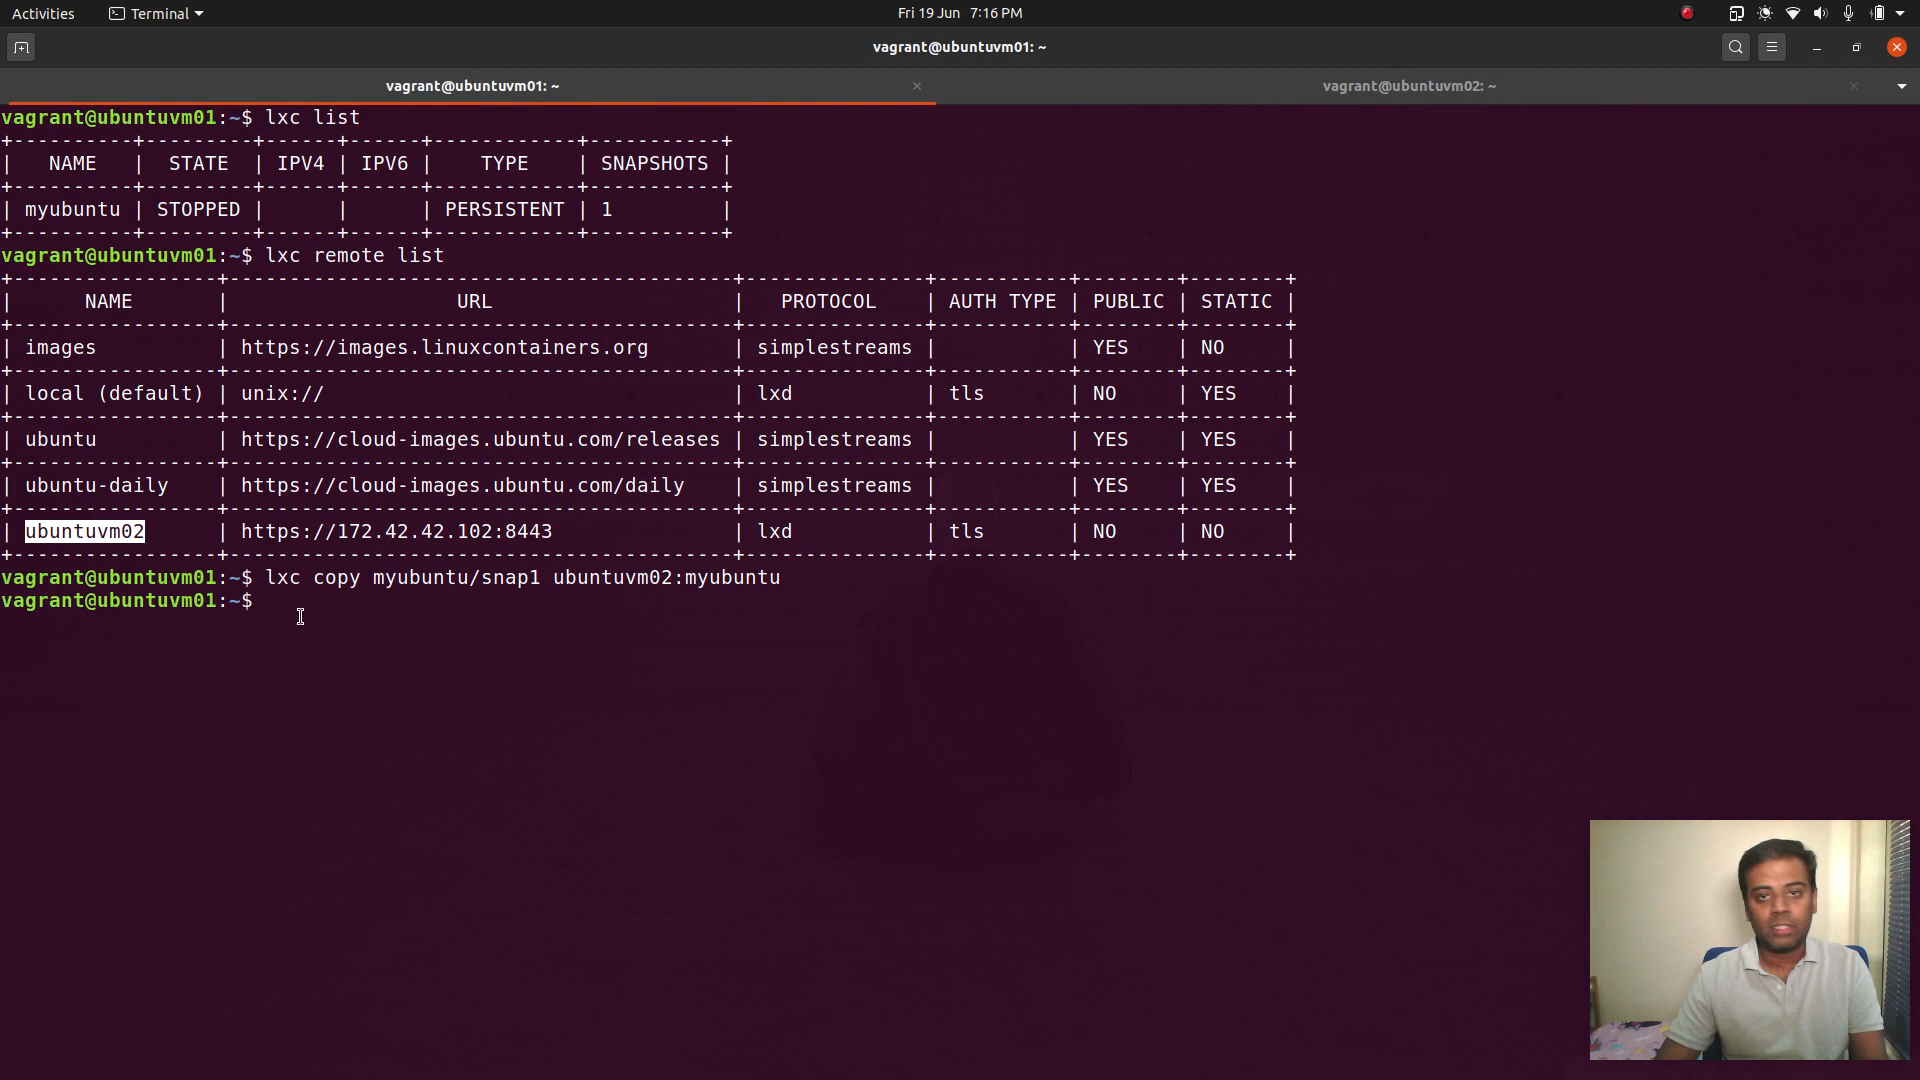 Activities Terminal Fri 19 Jun 7:16 PM
vagrant@ubuntuvm01: ~
vagrant@ubuntuvm01: ~ vagrant@ubuntuvm02: ~
vagrant@ubuntuvm01:~$ lxc list
+----------+---------+------+------+------------+-----------+
|   NAME   |  STATE  | IPV4 | IPV6 |    TYPE    | SNAPSHOTS |
+----------+---------+------+------+------------+-----------+
| myubuntu | STOPPED |      |      | PERSISTENT | 1         |
+----------+---------+------+------+------------+-----------+
vagrant@ubuntuvm01:~$ lxc remote list
+-----------------+------------------------------------------+---------------+-----------+--------+--------+
|      NAME       |                   URL                    |   PROTOCOL    | AUTH TYPE | PUBLIC | STATIC |
+-----------------+------------------------------------------+---------------+-----------+--------+--------+
| images          | https://images.linuxcontainers.org       | simplestreams |           | YES    | NO     |
+-----------------+------------------------------------------+---------------+-----------+--------+--------+
| local (default) | unix://                                  | lxd           | tls       | NO     | YES    |
+-----------------+------------------------------------------+---------------+-----------+--------+--------+
| ubuntu          | https://cloud-images.ubuntu.com/releases | simplestreams |           | YES    | YES    |
+-----------------+------------------------------------------+---------------+-----------+--------+--------+
| ubuntu-daily    | https://cloud-images.ubuntu.com/daily    | simplestreams |           | YES    | YES    |
+-----------------+------------------------------------------+---------------+-----------+--------+--------+
| ubuntuvm02      | https://172.42.42.102:8443               | lxd           | tls       | NO     | NO     |
+-----------------+------------------------------------------+---------------+-----------+--------+--------+
vagrant@ubuntuvm01:~$ lxc copy myubuntu/snap1 ubuntuvm02:myubuntu
vagrant@ubuntuvm01:~$